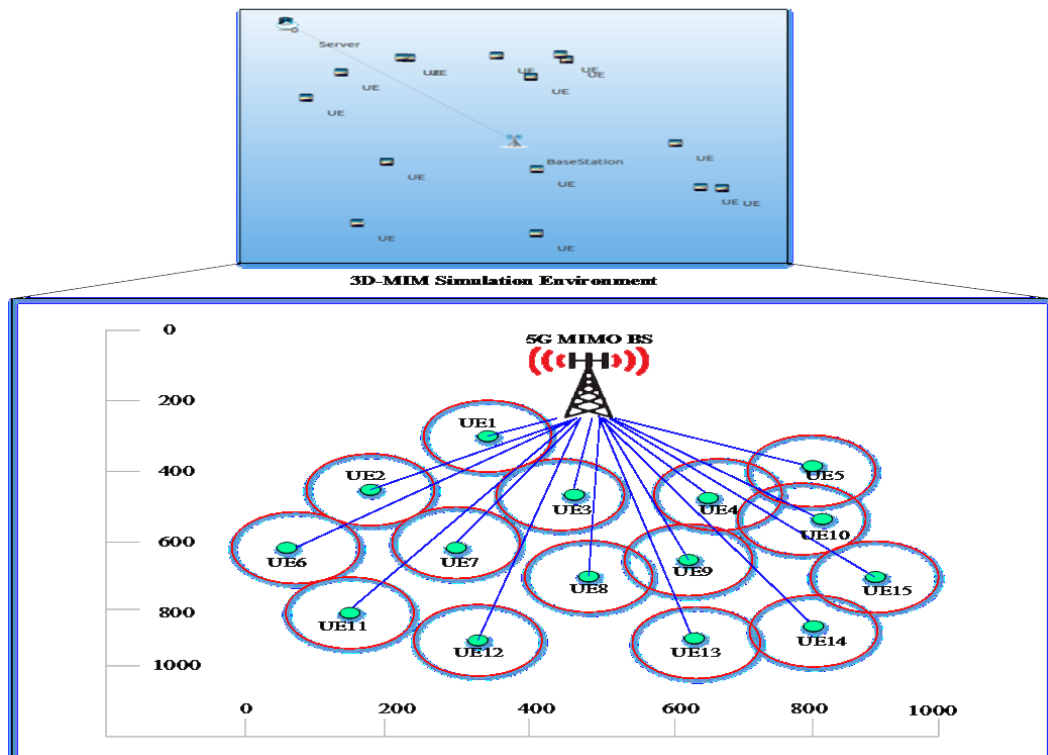 Server
UE UE
UE
UE
UE
UE
UE
UE
BaseStation
UE
UE
UE
UE UE
UE
UE
3D-MIM Simulation Environment
5G MIMO BS
0
200
400
600
800
1000
UE1
UE2
UE3
UE4
UE5
UE6
UE7
UE8
UE9
UE10
UE11
UE12
UE13
UE14
UE15
0
200
400
600
800
1000